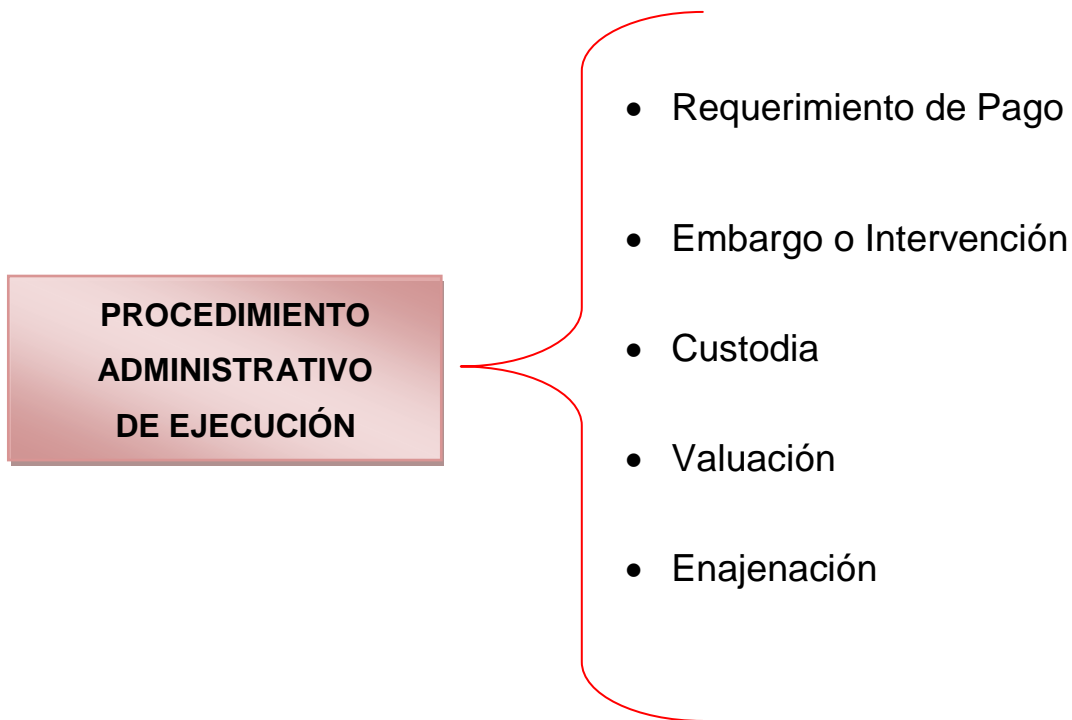 PROCEDIMIENTO
ADMINISTRATIVO
DE EJECUCIÓN
• Requerimiento de Pago
• Embargo o Intervención
• Custodia
• Valuación
• Enajenación